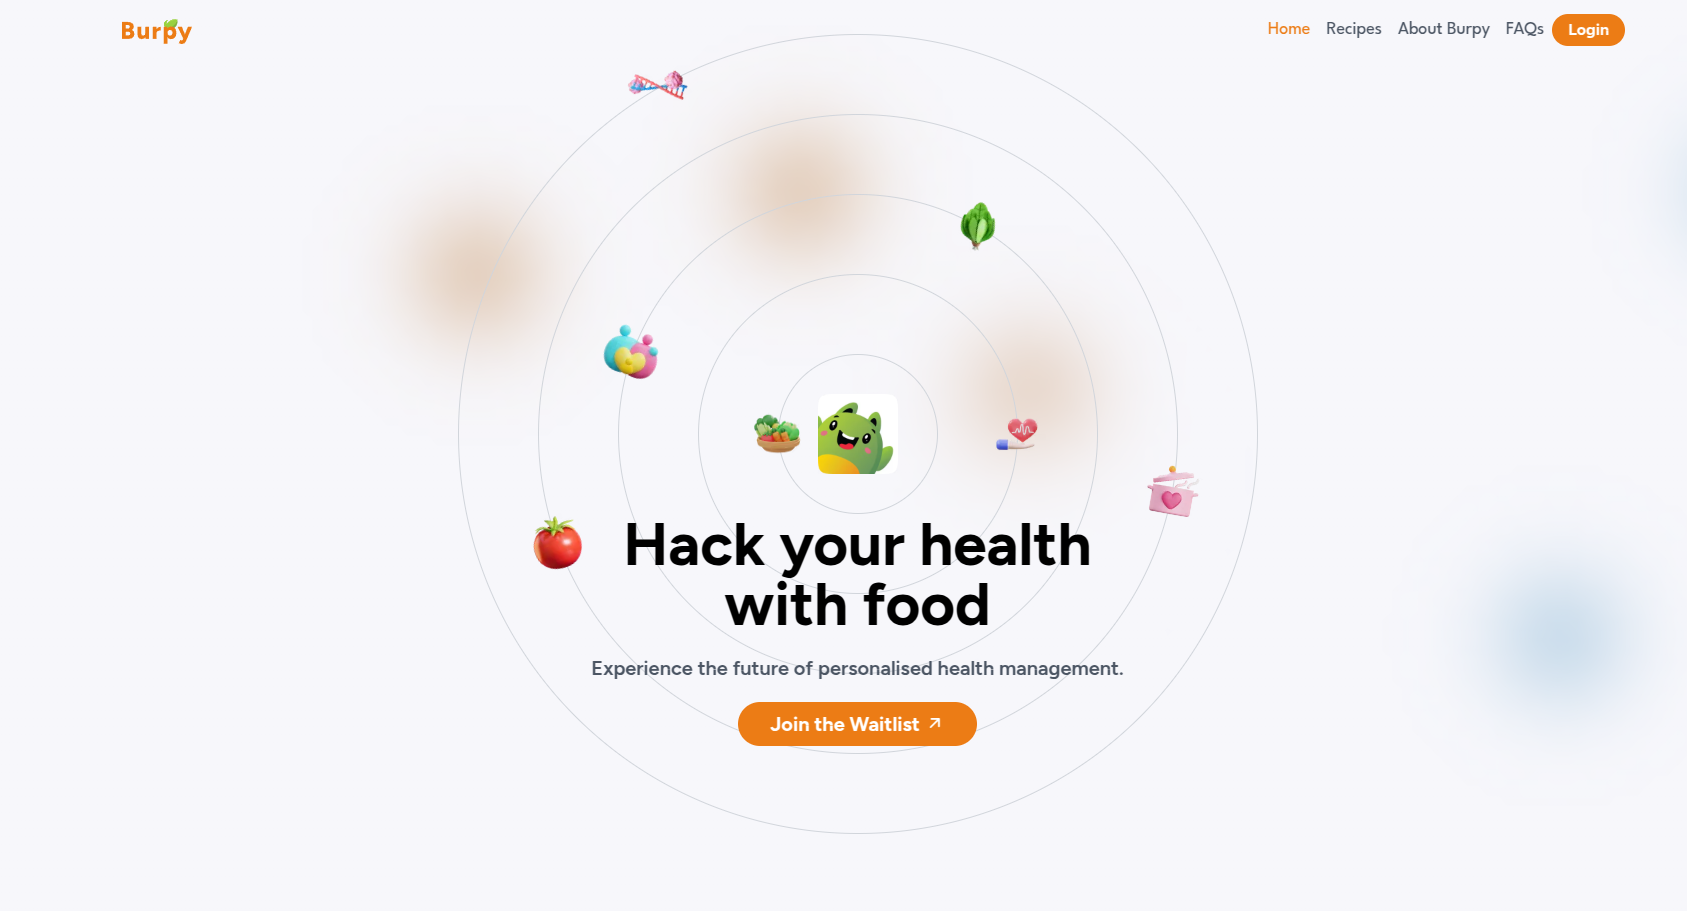 Burpy
Home
Recipes
About Burpy
FAQs
Login
Hack your health
with food
Experience the future of personalised health management.
Join the Waitlist